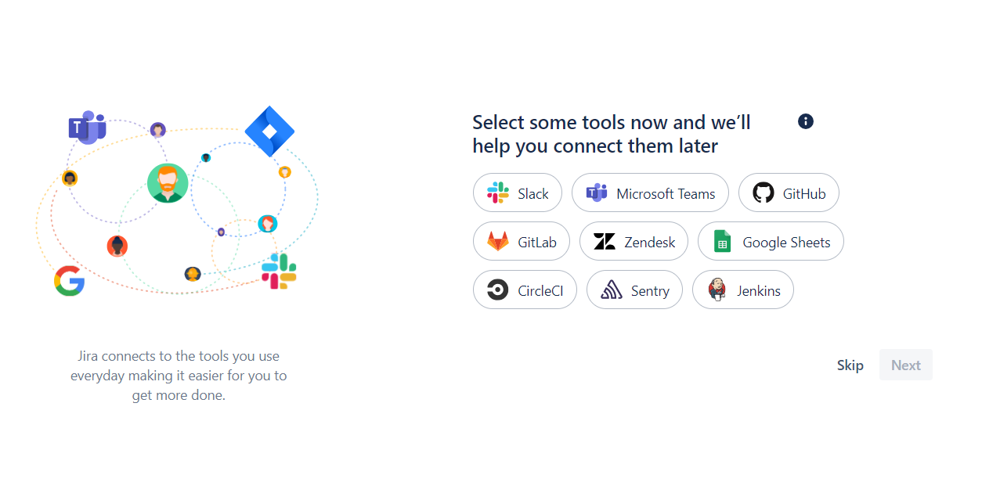 Select some tools now and we’ll
help you connect them later
Slack
Microsoft Teams
GitHub
GitLab
Zendesk
Google Sheets
CircleCI
Sentry
Jenkins
Skip
Next
Jira connects to the tools you use
everyday making it easier for you to
get more done.